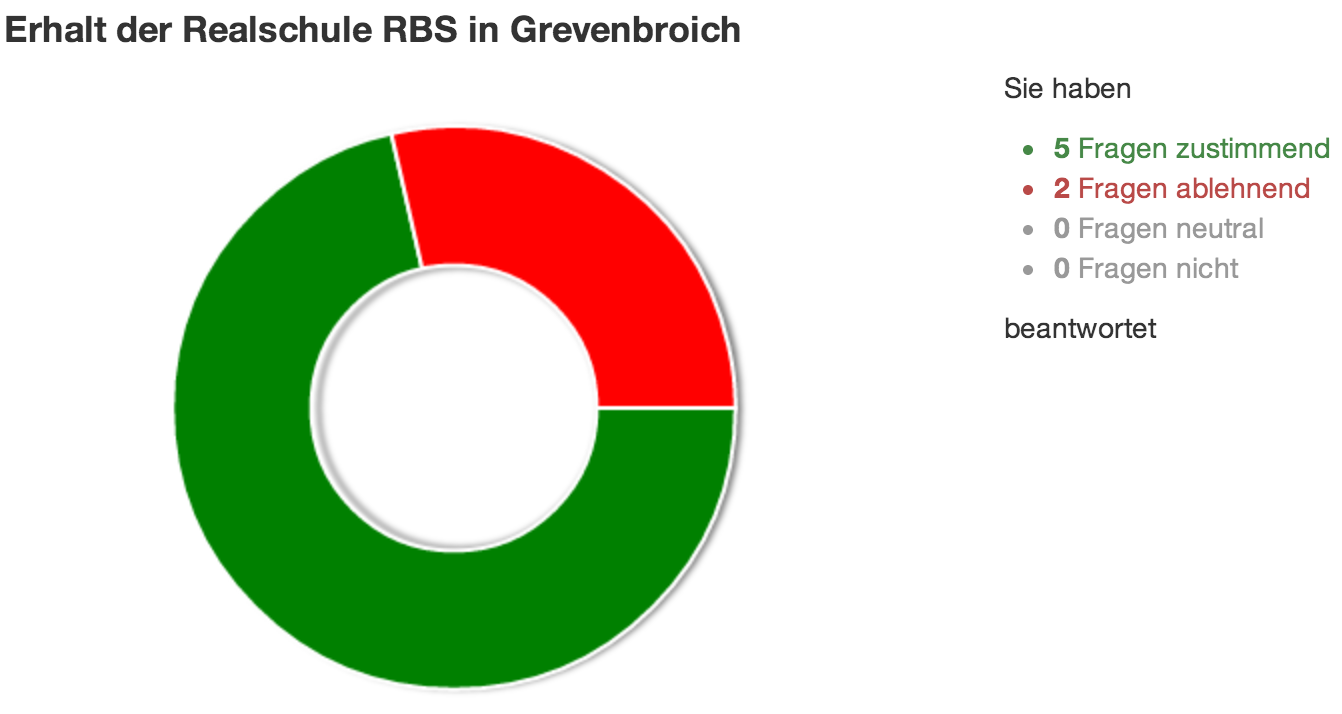 Erhalt der Realschule RBS in Grevenbroich
Sie haben
5 Fragen zustimmend
2 Fragen ablehnend
0 Fragen neutral
0 Fragen nicht
beantwortet